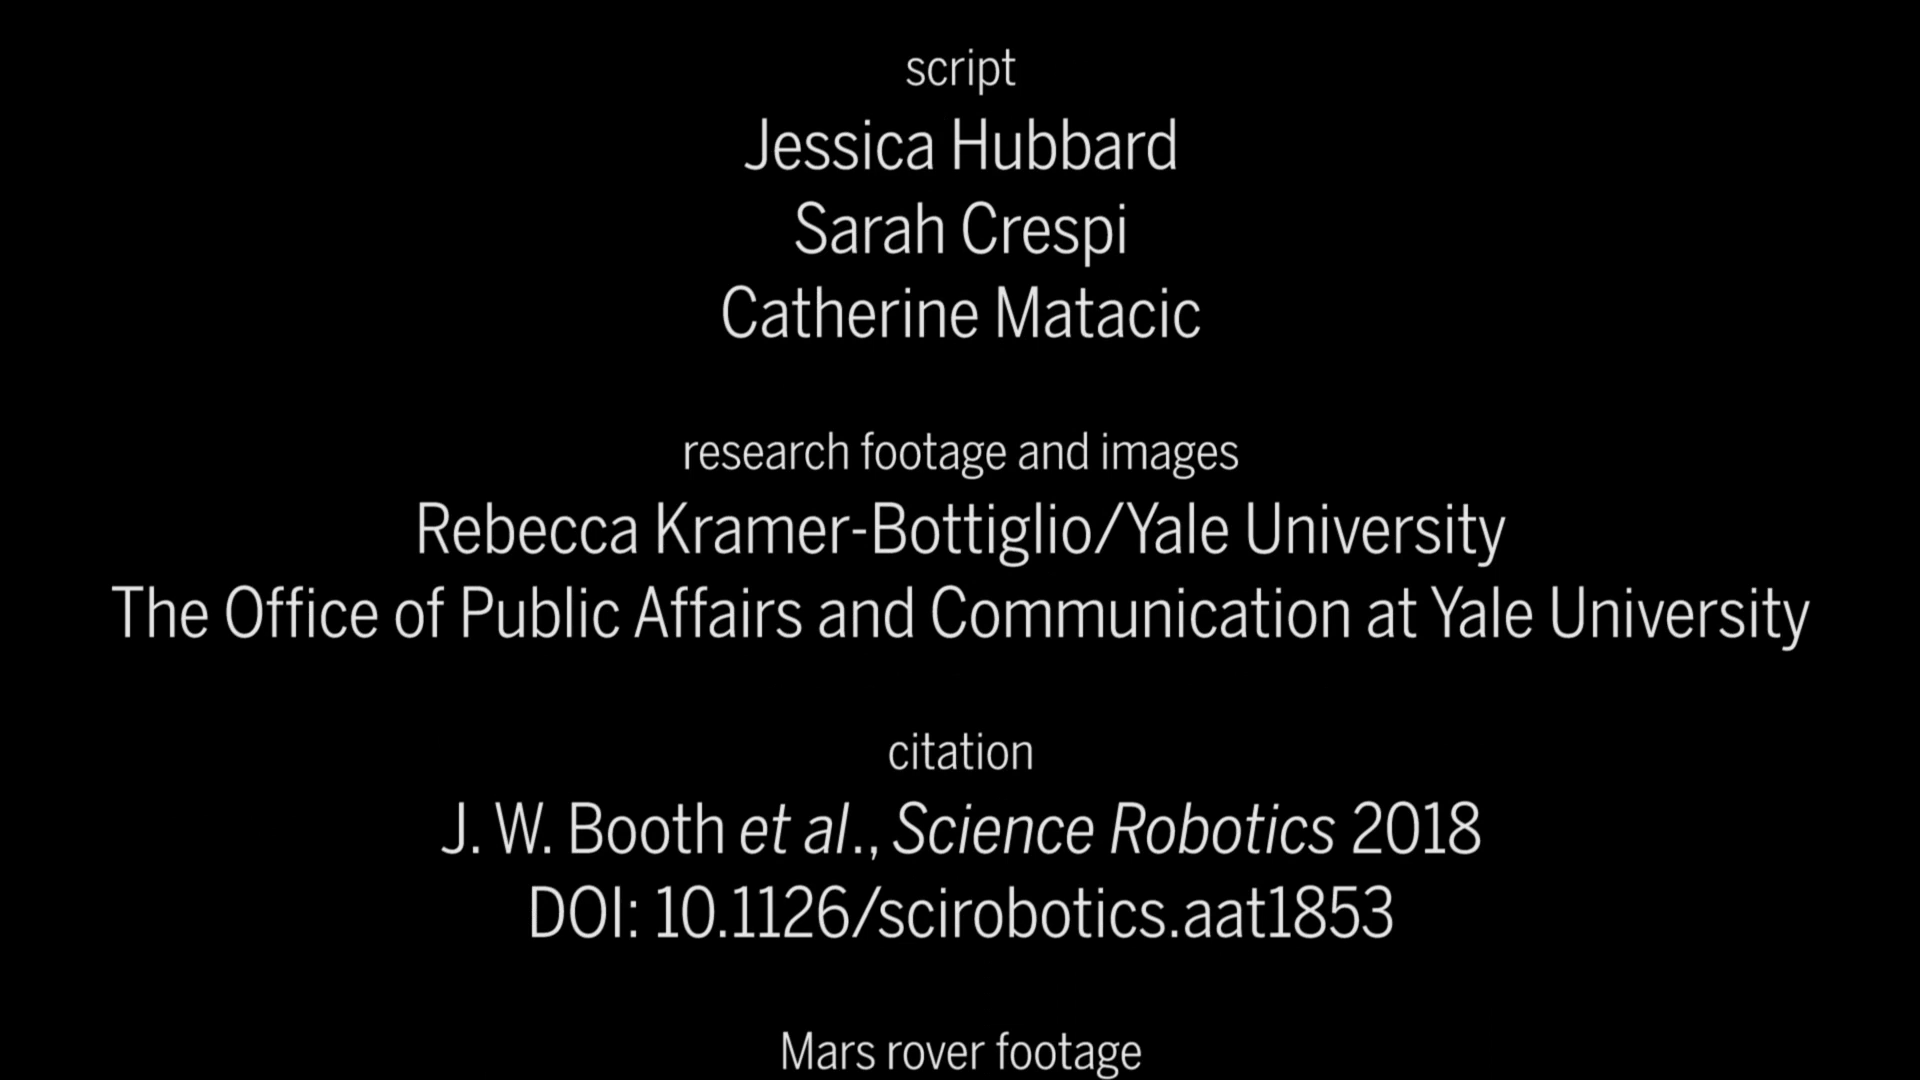 script
Jessica Hubbard
Sarah Crespi
Catherine Matacic
research footage and images
Rebecca Kramer-Bottiglio/Yale University
The Office of Public Affairs and Communication at Yale University
citation
J. W. Booth et al., Science Robotics 2018
DOI: 10.1126/scirobotics.aat1853
Mars rover footage